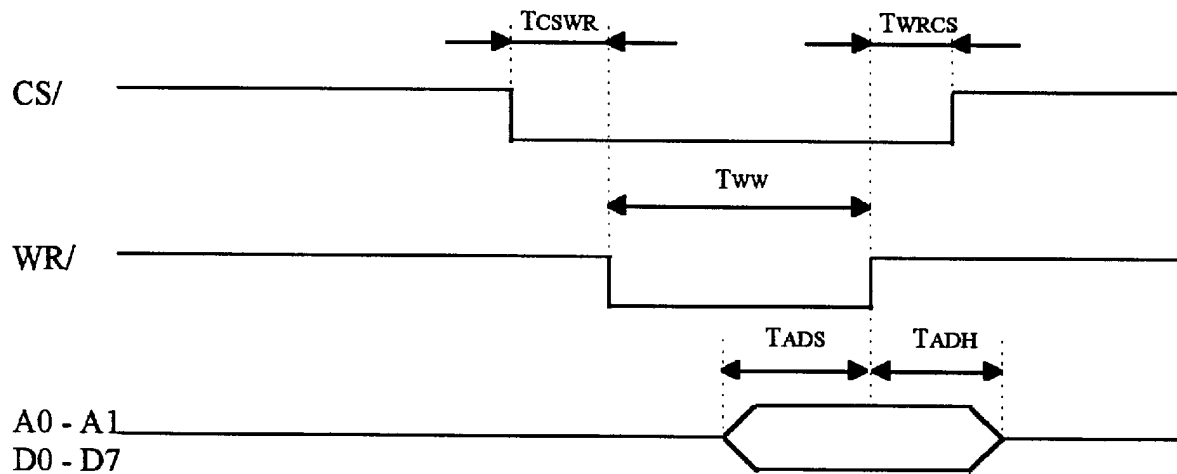 TCSWR
TWRCS
CS/
TWW
WR/
TADS
TADH
A0 - A1
D0 - D7